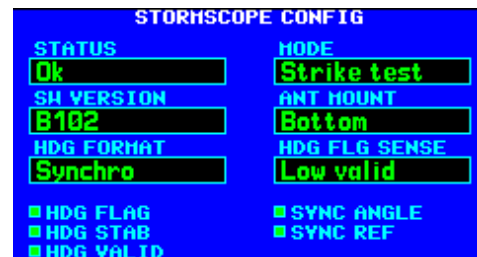 STORMSCOPE CONFIG
STATUS
Ok
MODE
Strike test
SW VERSION
B102
ANT MOUNT
Bottom
HDG FORMAT
Synchro
HDG FLG SENSE
Low valid
HDG FLAG
SYNC ANGLE
HDG STAB
SYNC REF
HDG VALID